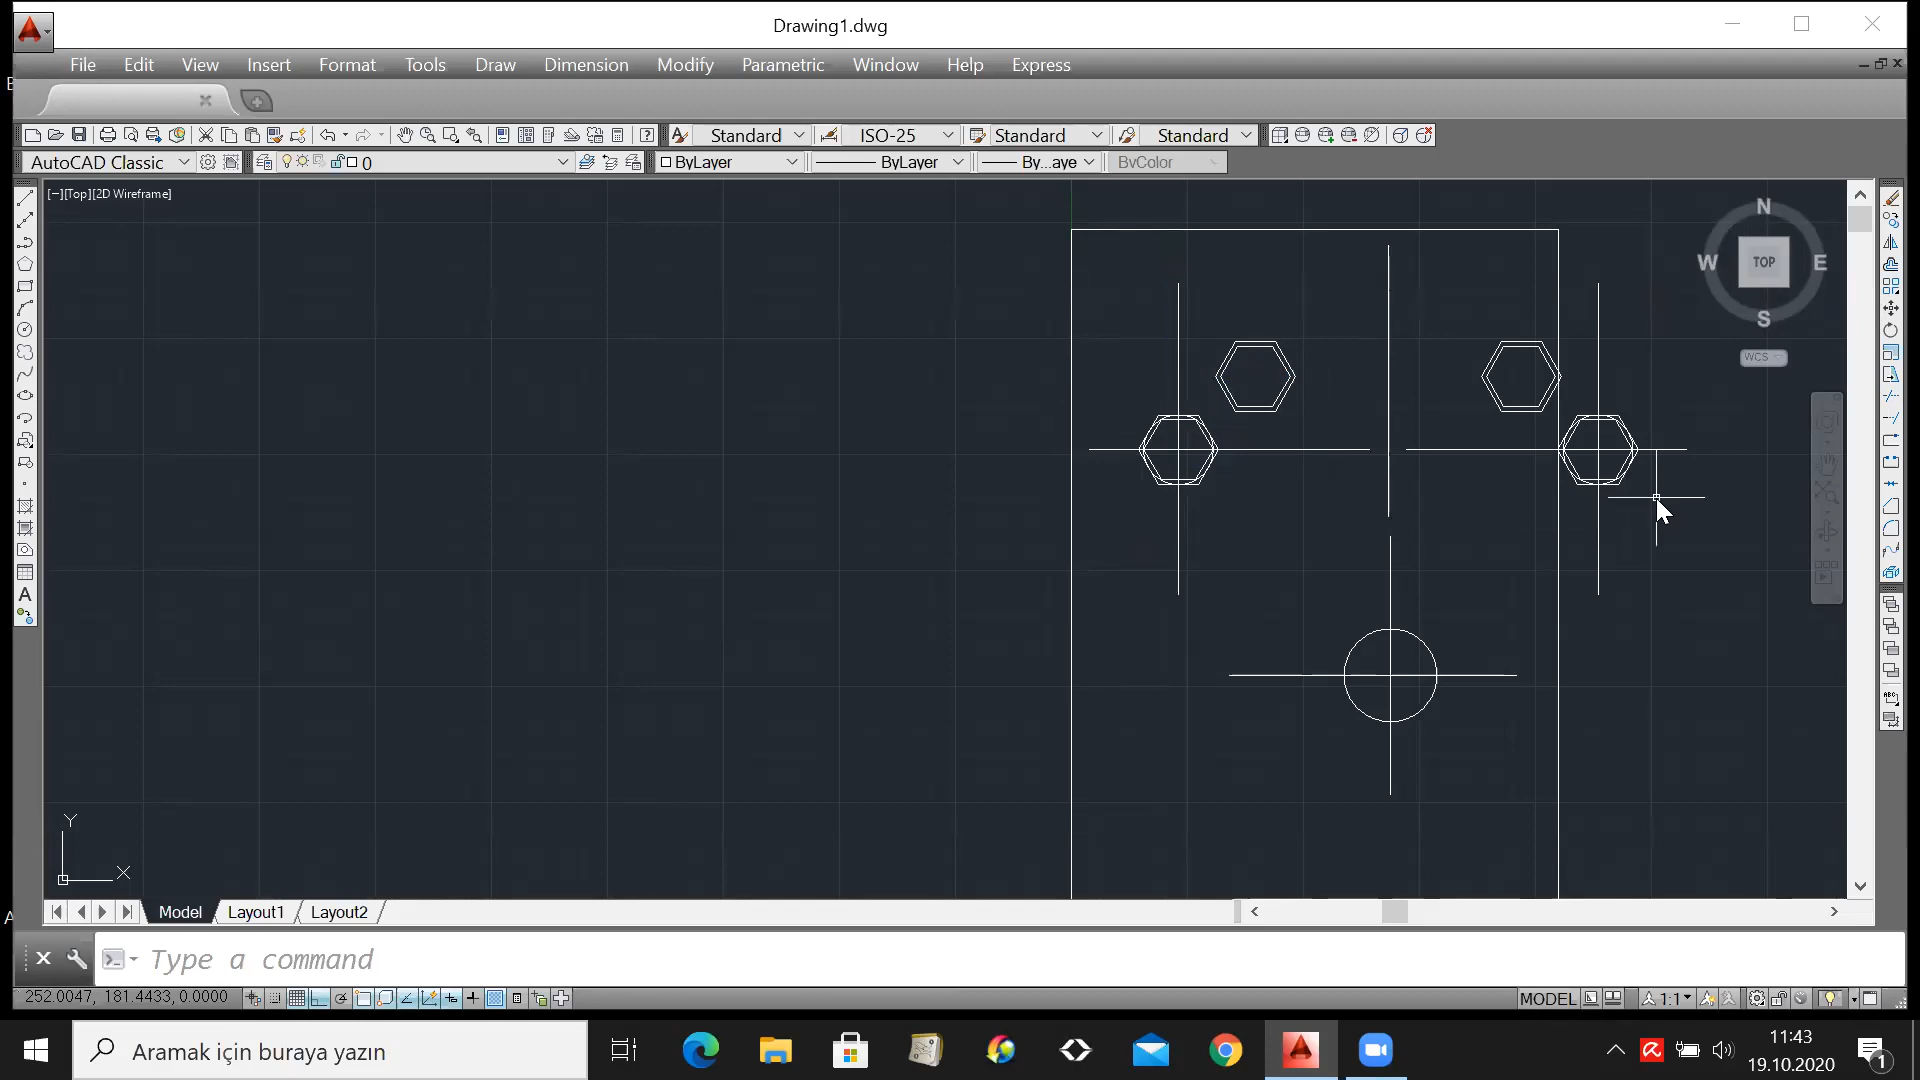 Drawing1.dwg
File Edit View Insert Format Tools Draw Dimension Modify Parametric Window Help Express
Standard ISO-25 Standard Standard
AutoCAD Classic 0 ByLayer ByLayer By...aye ByColor
[−][Top][2D Wireframe]
N
W TOP E
S
WCS
Y
X
Model Layout1 Layout2
Type a command
252.0047, 181.4433, 0.0000 MODEL 1:1
Aramak için buraya yazın
11:43
19.10.2020
1